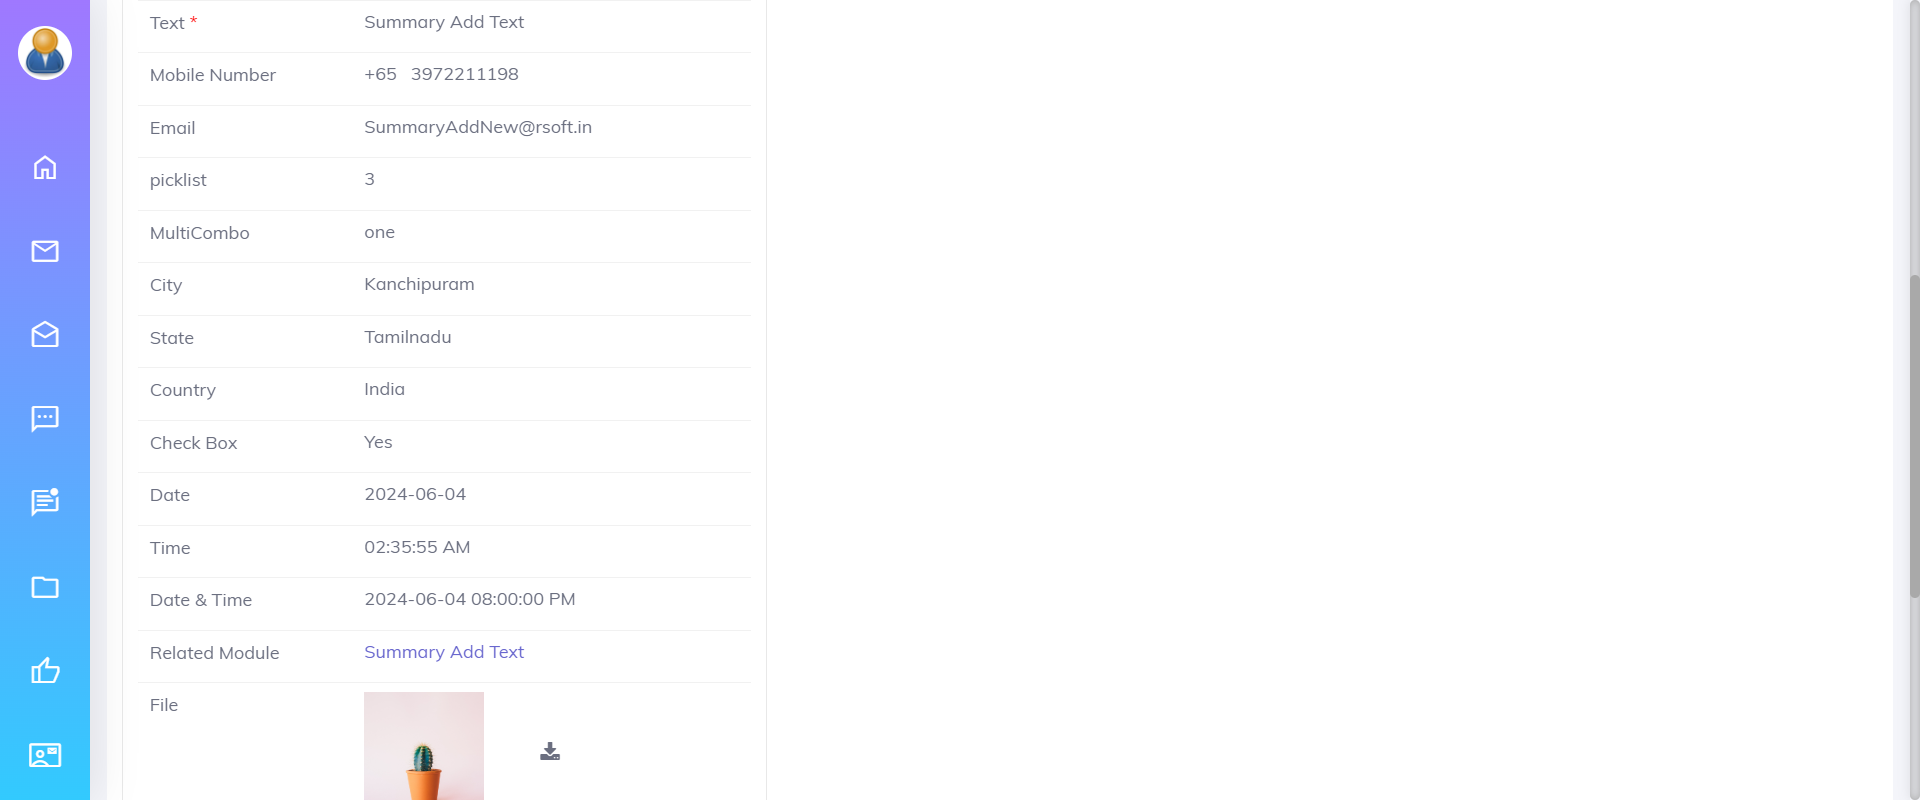 Text * Summary Add Text
Mobile Number +65 3972211198
Email SummaryAddNew@rsoft.in
picklist 3
MultiCombo one
City Kanchipuram
State Tamilnadu
Country India
Check Box Yes
Date 2024-06-04
Time 02:35:55 AM
Date & Time 2024-06-04 08:00:00 PM
Related Module Summary Add Text
File